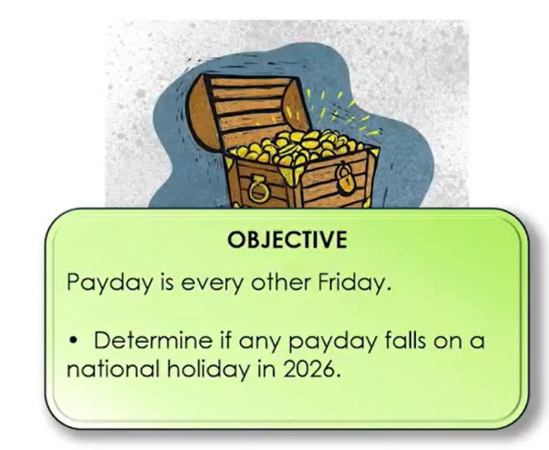 OBJECTIVE
Payday is every other Friday.
• Determine if any payday falls on a
national holiday in 2026.